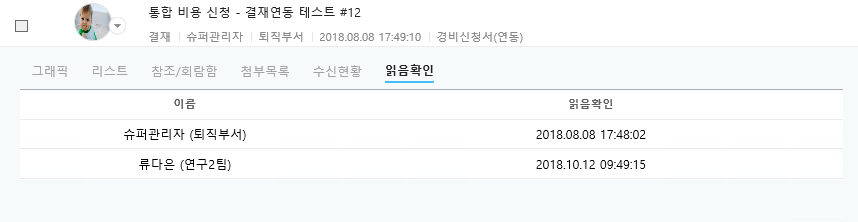 통합 비용 신청 - 결재연동 테스트 #12
결재 슈퍼관리자 퇴직부서 2018.08.08 17:49:10 경비신청서(연동)
그래픽 리스트 참조/회람함 첨부목록 수신현황 읽음확인
이름 읽음확인
슈퍼관리자 (퇴직부서) 2018.08.08 17:48:02
류다은 (연구2팀) 2018.10.12 09:49:15